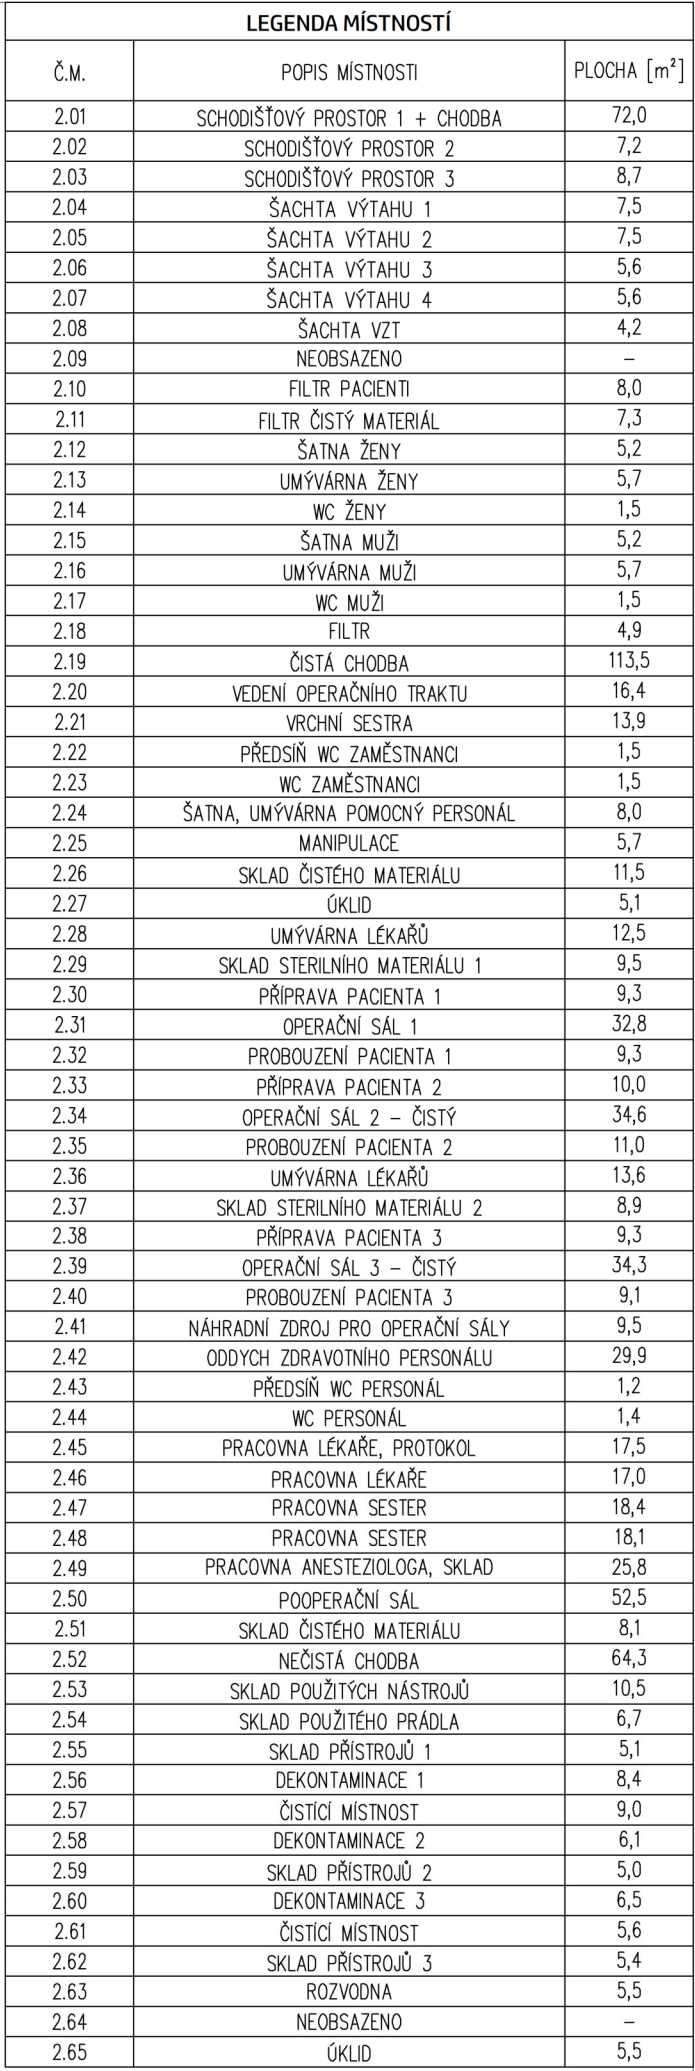 LEGENDA MÍSTNOSTÍ
Č.M. POPIS MÍSTNOSTI PLOCHA [m²]
2.01 SCHODIŠŤOVÝ PROSTOR 1 + CHODBA 72,0
2.02 SCHODIŠŤOVÝ PROSTOR 2 7,2
2.03 SCHODIŠŤOVÝ PROSTOR 3 8,7
2.04 ŠACHTA VÝTAHU 1 7,5
2.05 ŠACHTA VÝTAHU 2 7,5
2.06 ŠACHTA VÝTAHU 3 5,6
2.07 ŠACHTA VÝTAHU 4 5,6
2.08 ŠACHTA VZT 4,2
2.09 NEOBSAZENO –
2.10 FILTR PACIENTI 8,0
2.11 FILTR ČISTÝ MATERIÁL 7,3
2.12 ŠATNA ŽENY 5,2
2.13 UMÝVÁRNA ŽENY 5,7
2.14 WC ŽENY 1,5
2.15 ŠATNA MUŽI 5,2
2.16 UMÝVÁRNA MUŽI 5,7
2.17 WC MUŽI 1,5
2.18 FILTR 4,9
2.19 ČISTÁ CHODBA 113,5
2.20 VEDENÍ OPERAČNÍHO TRAKTU 16,4
2.21 VRCHNÍ SESTRA 13,9
2.22 PŘEDSÍŇ WC ZAMĚSTNANCI 1,5
2.23 WC ZAMĚSTNANCI 1,5
2.24 ŠATNA, UMÝVÁRNA POMOCNÝ PERSONÁL 8,0
2.25 MANIPULACE 5,7
2.26 SKLAD ČISTÉHO MATERIÁLU 11,5
2.27 ÚKLID 5,1
2.28 UMÝVÁRNA LÉKAŘŮ 12,5
2.29 SKLAD STERILNÍHO MATERIÁLU 1 9,5
2.30 PŘÍPRAVA PACIENTA 1 9,3
2.31 OPERAČNÍ SÁL 1 32,8
2.32 PROBOUZENÍ PACIENTA 1 9,3
2.33 PŘÍPRAVA PACIENTA 2 10,0
2.34 OPERAČNÍ SÁL 2 – ČISTÝ 34,6
2.35 PROBOUZENÍ PACIENTA 2 11,0
2.36 UMÝVÁRNA LÉKAŘŮ 13,6
2.37 SKLAD STERILNÍHO MATERIÁLU 2 8,9
2.38 PŘÍPRAVA PACIENTA 3 9,3
2.39 OPERAČNÍ SÁL 3 – ČISTÝ 34,3
2.40 PROBOUZENÍ PACIENTA 3 9,1
2.41 NÁHRADNÍ ZDROJ PRO OPERAČNÍ SÁLY 9,5
2.42 ODDYCH ZDRAVOTNÍHO PERSONÁLU 29,9
2.43 PŘEDSÍŇ WC PERSONÁL 1,2
2.44 WC PERSONÁL 1,4
2.45 PRACOVNA LÉKAŘE, PROTOKOL 17,5
2.46 PRACOVNA LÉKAŘE 17,0
2.47 PRACOVNA SESTER 18,4
2.48 PRACOVNA SESTER 18,1
2.49 PRACOVNA ANESTEZIOLOGA, SKLAD 25,8
2.50 POOPERAČNÍ SÁL 52,5
2.51 SKLAD ČISTÉHO MATERIÁLU 8,1
2.52 NEČISTÁ CHODBA 64,3
2.53 SKLAD POUŽITÝCH NÁSTROJŮ 10,5
2.54 SKLAD POUŽITÉHO PRÁDLA 6,7
2.55 SKLAD PŘÍSTROJŮ 1 5,1
2.56 DEKONTAMINACE 1 8,4
2.57 ČISTÍCÍ MÍSTNOST 9,0
2.58 DEKONTAMINACE 2 6,1
2.59 SKLAD PŘÍSTROJŮ 2 5,0
2.60 DEKONTAMINACE 3 6,5
2.61 ČISTÍCÍ MÍSTNOST 5,6
2.62 SKLAD PŘÍSTROJŮ 3 5,4
2.63 ROZVODNA 5,5
2.64 NEOBSAZENO –
2.65 ÚKLID 5,5